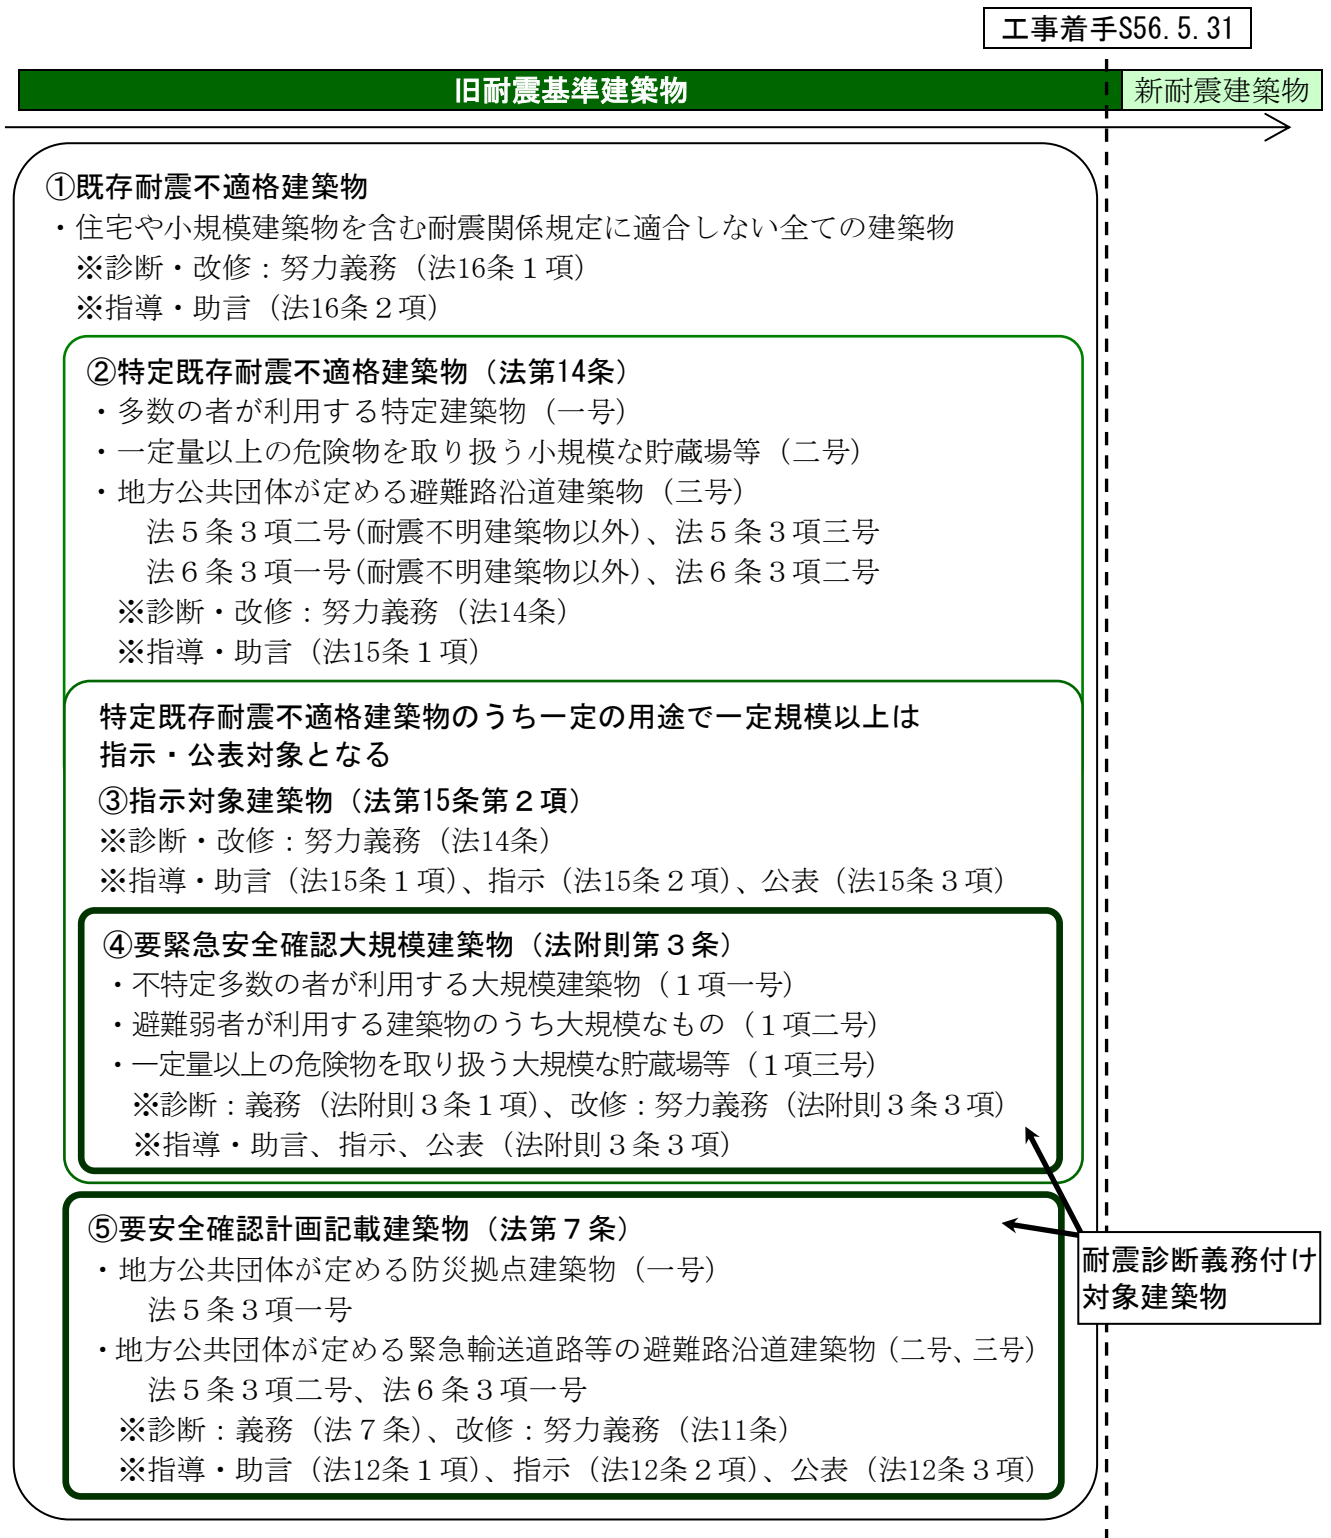 工事着手S56.5.31
旧耐震基準建築物
新耐震建築物
①既存耐震不適格建築物
・住宅や小規模建築物を含む耐震関係規定に適合しない全ての建築物
※診断・改修：努力義務（法16条１項）
※指導・助言（法16条２項）
②特定既存耐震不適格建築物（法第14条）
・多数の者が利用する特定建築物（一号）
・一定量以上の危険物を取り扱う小規模な貯蔵場等（二号）
・地方公共団体が定める避難路沿道建築物（三号）
法５条３項二号(耐震不明建築物以外)、法５条３項三号
法６条３項一号(耐震不明建築物以外)、法６条３項二号
※診断・改修：努力義務（法14条）
※指導・助言（法15条１項）
特定既存耐震不適格建築物のうち一定の用途で一定規模以上は
指示・公表対象となる
③指示対象建築物（法第15条第２項）
※診断・改修：努力義務（法14条）
※指導・助言（法15条１項）、指示（法15条２項）、公表（法15条３項）
④要緊急安全確認大規模建築物（法附則第３条）
・不特定多数の者が利用する大規模建築物（１項一号）
・避難弱者が利用する建築物のうち大規模なもの（１項二号）
・一定量以上の危険物を取り扱う大規模な貯蔵場等（１項三号）
※診断：義務（法附則３条１項）、改修：努力義務（法附則３条３項）
※指導・助言、指示、公表（法附則３条３項）
⑤要安全確認計画記載建築物（法第７条）
・地方公共団体が定める防災拠点建築物（一号）
法５条３項一号
・地方公共団体が定める緊急輸送道路等の避難路沿道建築物（二号、三号）
法５条３項二号、法６条３項一号
※診断：義務（法７条）、改修：努力義務（法11条）
※指導・助言（法12条１項）、指示（法12条２項）、公表（法12条３項）
耐震診断義務付け
対象建築物